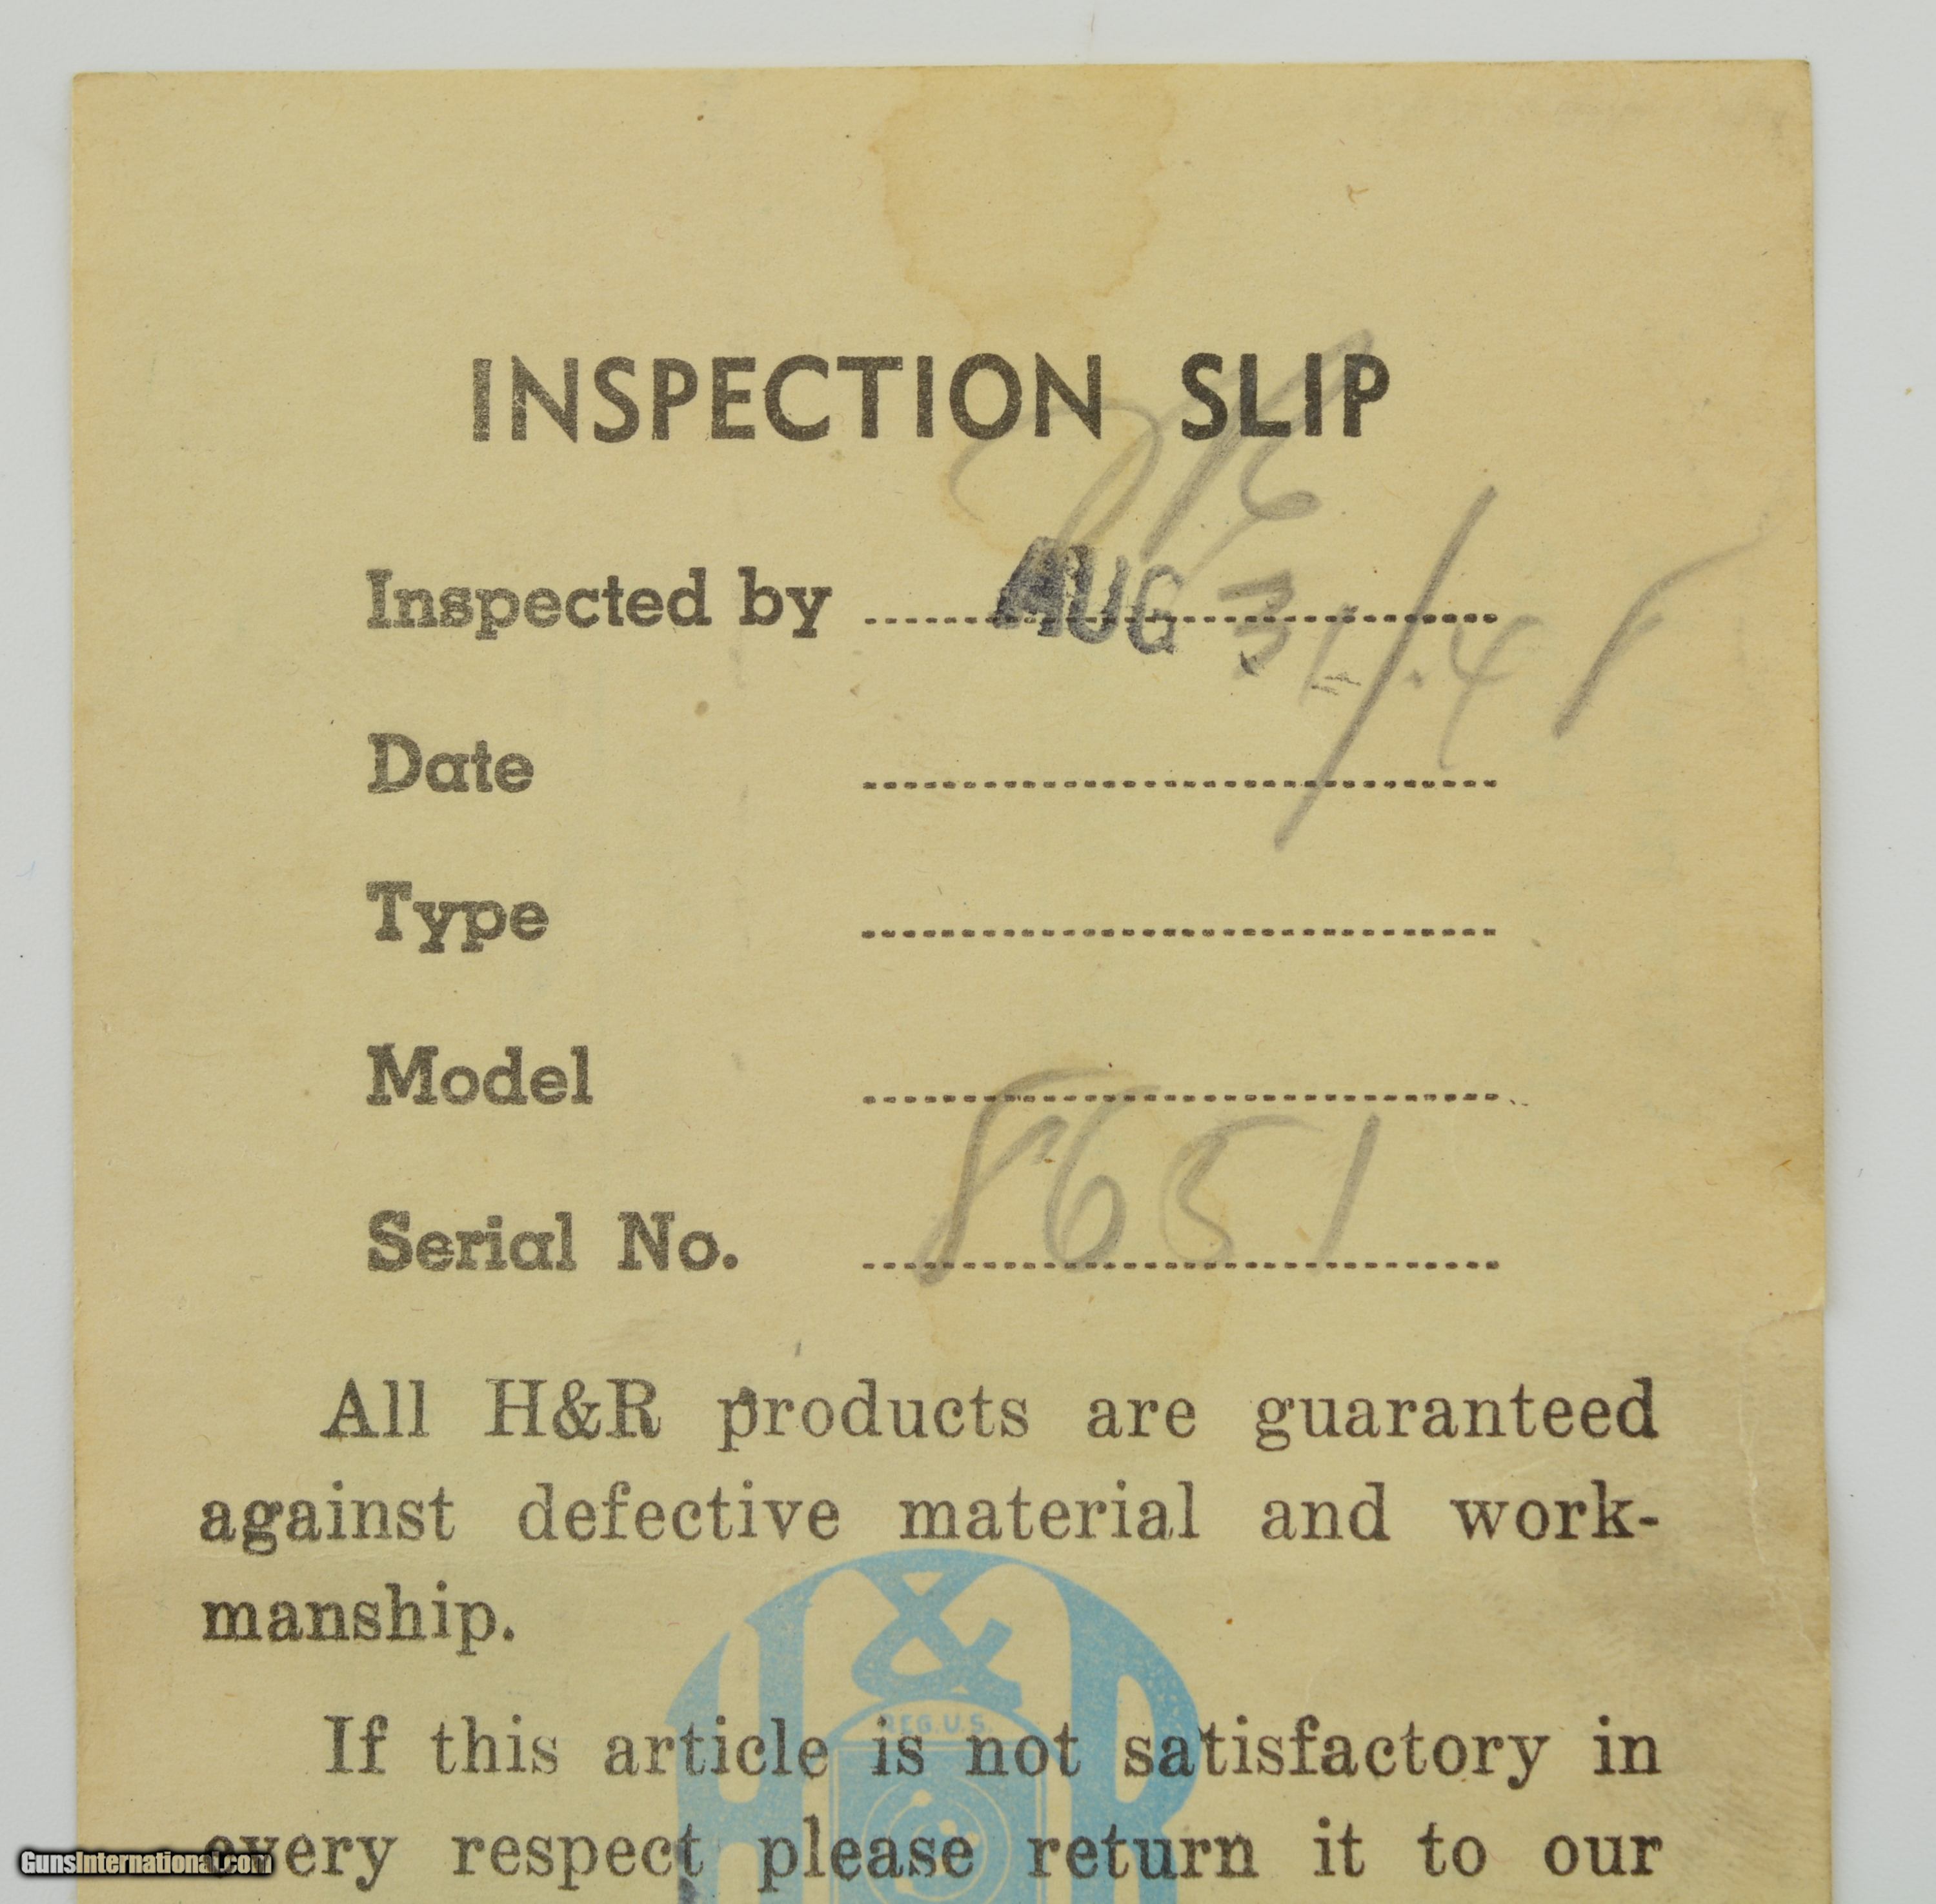 INSPECTION SLIP
Inspected by
AUG 31
Date
Type
Model
Serial No. 8651
All H&R products are guaranteed
against defective material and work-
manship.
H & R
REG.U.S.
If this article is not satisfactory in
every respect please return it to our
GunsInternational.com